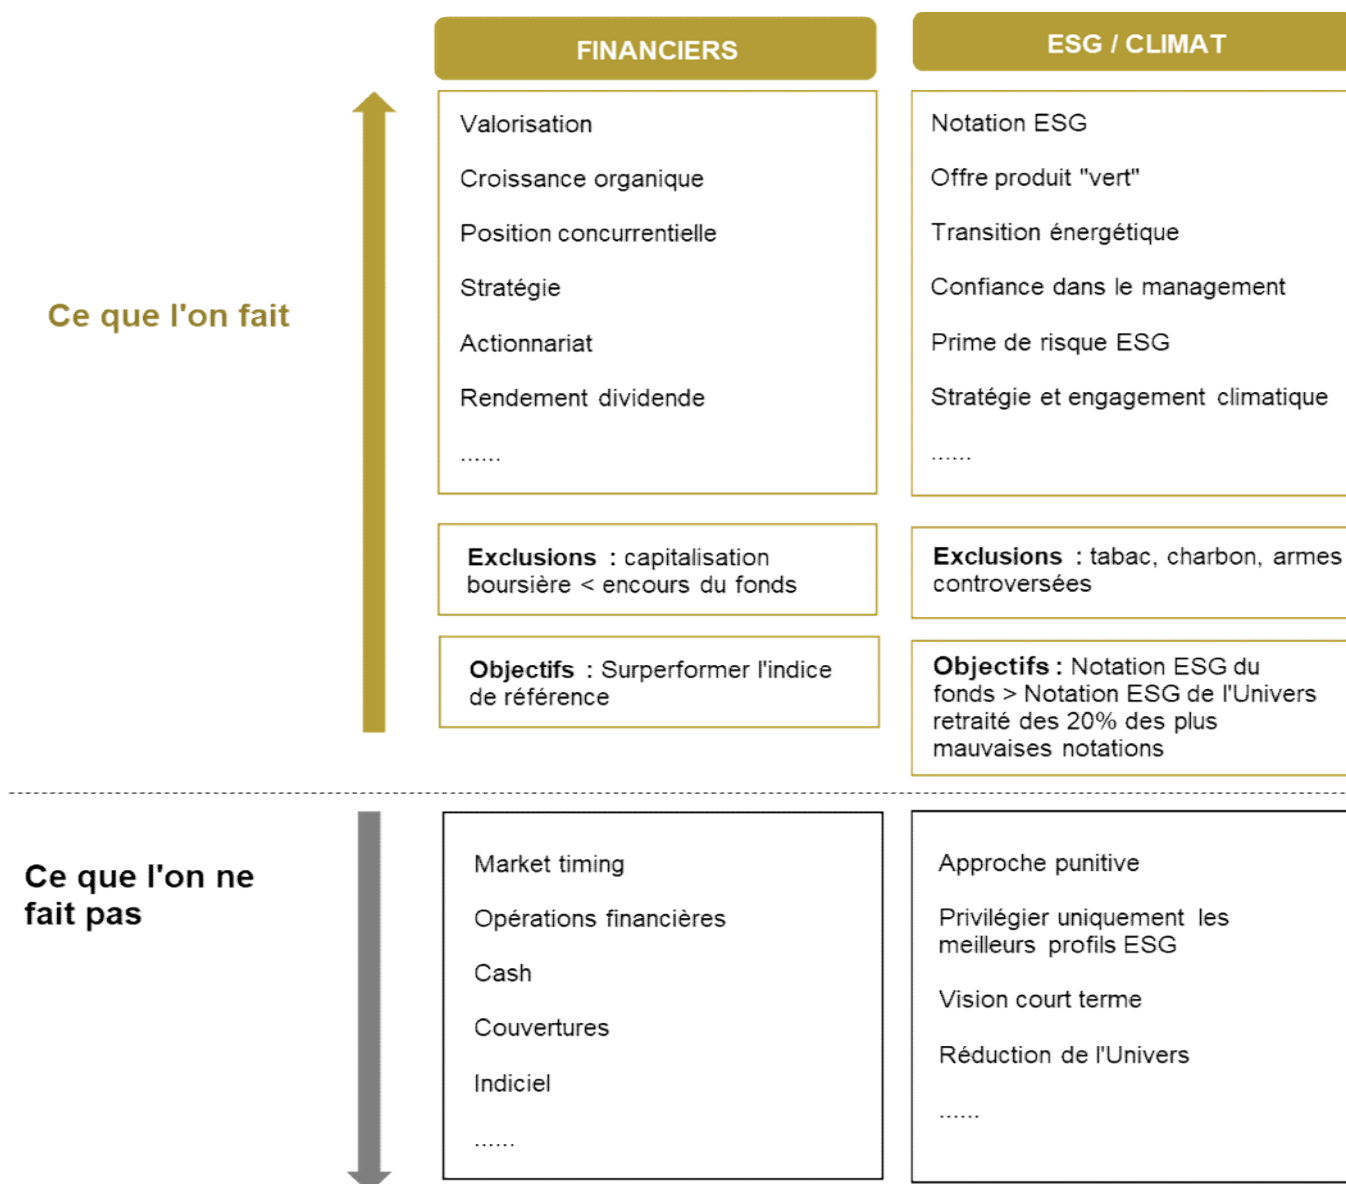 FINANCIERS
ESG / CLIMAT
Ce que l'on fait
Valorisation
Croissance organique
Position concurrentielle
Stratégie
Actionnariat
Rendement dividende
......
Notation ESG
Offre produit "vert"
Transition énergétique
Confiance dans le management
Prime de risque ESG
Stratégie et engagement climatique
......
Exclusions : capitalisation
boursière < encours du fonds
Exclusions : tabac, charbon, armes
controversées
Objectifs : Surperformer l'indice
de référence
Objectifs : Notation ESG du
fonds > Notation ESG de l'Univers
retraité des 20% des plus
mauvaises notations
Ce que l'on ne
fait pas
Market timing
Opérations financières
Cash
Couvertures
Indiciel
......
Approche punitive
Privilégier uniquement les
meilleurs profils ESG
Vision court terme
Réduction de l'Univers
......